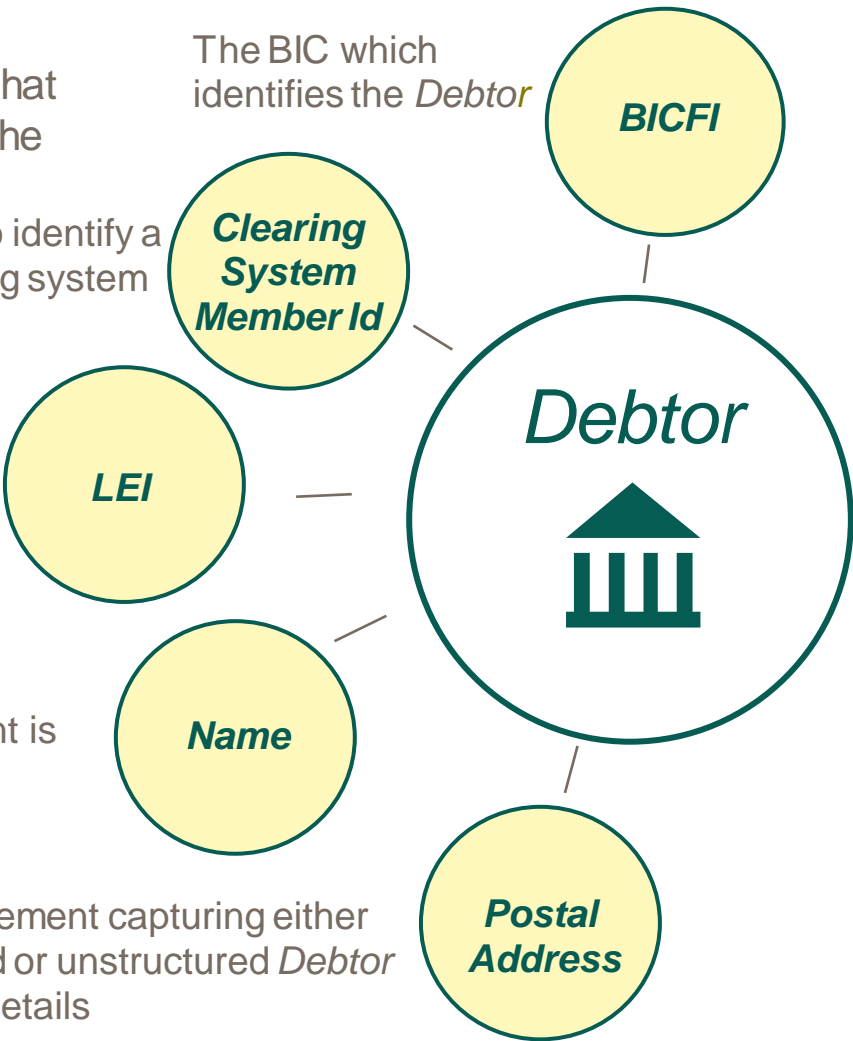 The BIC which
identifies the Debtor
hat
he
BICFI
identify a
g system
Clearing
System
Member Id
Debtor
LEI
nt is
Name
ement capturing either
d or unstructured Debtor
etails
Postal
Address